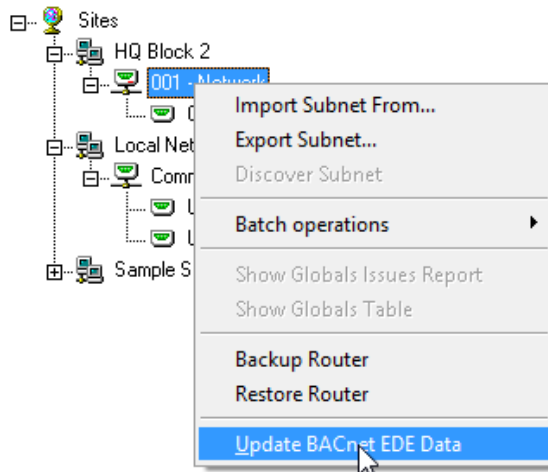 Sites
HQ Block 2
001 - Network
Import Subnet From...
Export Subnet...
Local Net
Discover Subnet
Comm
Batch operations
Sample S
Show Globals Issues Report
Show Globals Table
Backup Router
Restore Router
Update BACnet EDE Data